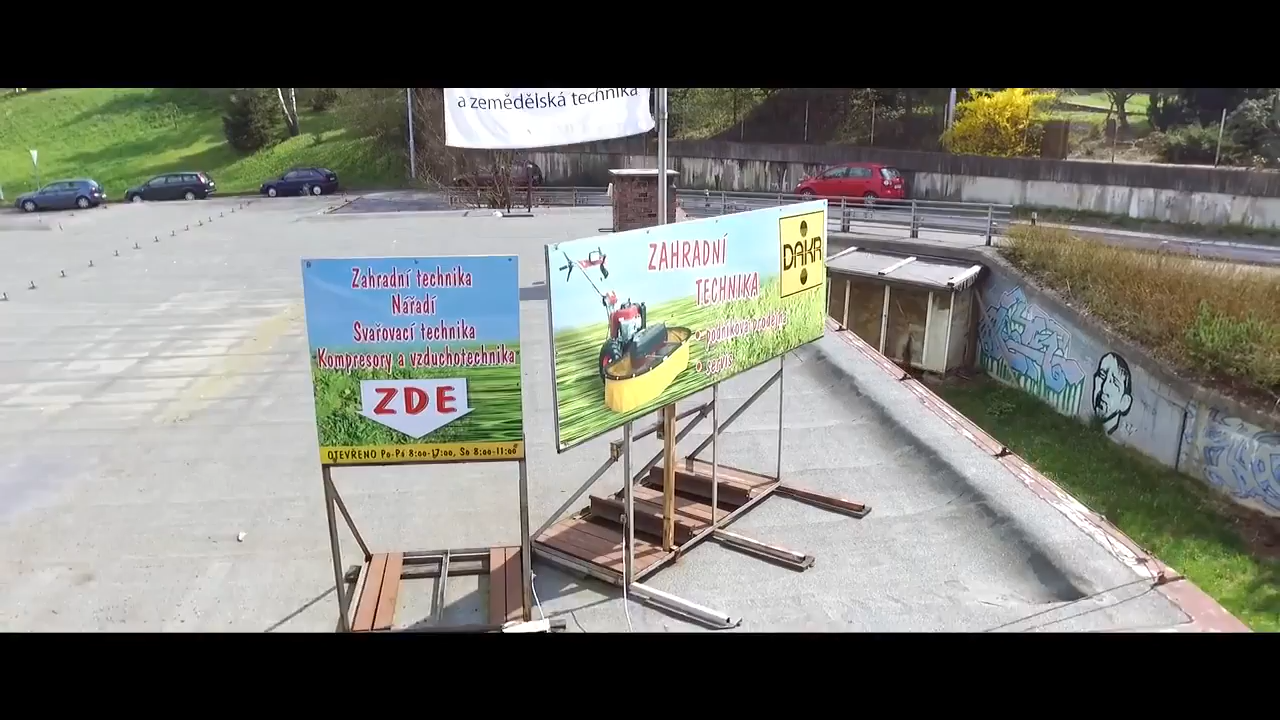 a zemědělská technika
Zahradní technika
Nářadí
Svařovací technika
Kompresory a vzduchotechnika
ZDE
OTEVŘENO Po-Pá 8:00-17:00, So 8:00-11:00
ZAHRADNÍ
TECHNIKA
podniková prodejna
servis
DAKR